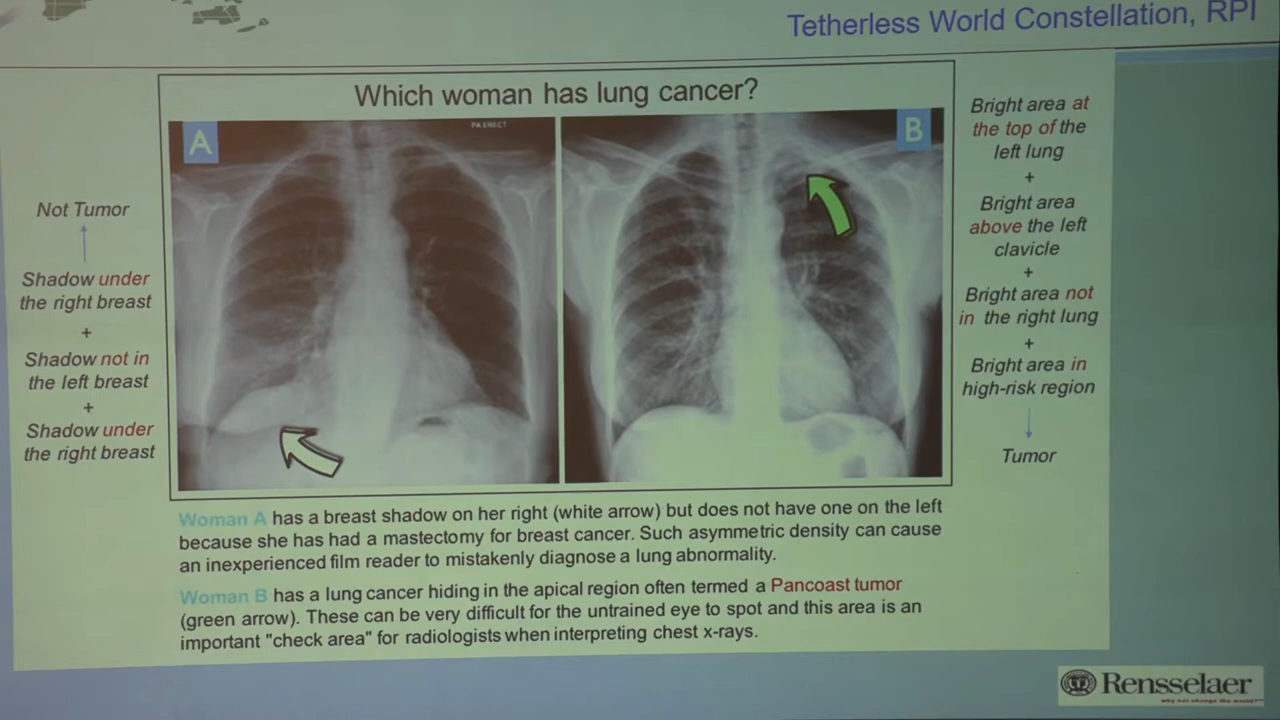 Tetherless World Constellation, RPI
Which woman has lung cancer?
A
PA ERECT
B
Not Tumor
Shadow under
the right breast
+
Shadow not in
the left breast
+
Shadow under
the right breast
Bright area at
the top of the
left lung
+
Bright area
above the left
clavicle
+
Bright area not
in the right lung
+
Bright area in
high-risk region
Tumor
Woman A has a breast shadow on her right (white arrow) but does not have one on the left
because she has had a mastectomy for breast cancer. Such asymmetric density can cause
an inexperienced film reader to mistakenly diagnose a lung abnormality.
Woman B has a lung cancer hiding in the apical region often termed a Pancoast tumor
(green arrow). These can be very difficult for the untrained eye to spot and this area is an
important "check area" for radiologists when interpreting chest x-rays.
Rensselaer
why not change the world?